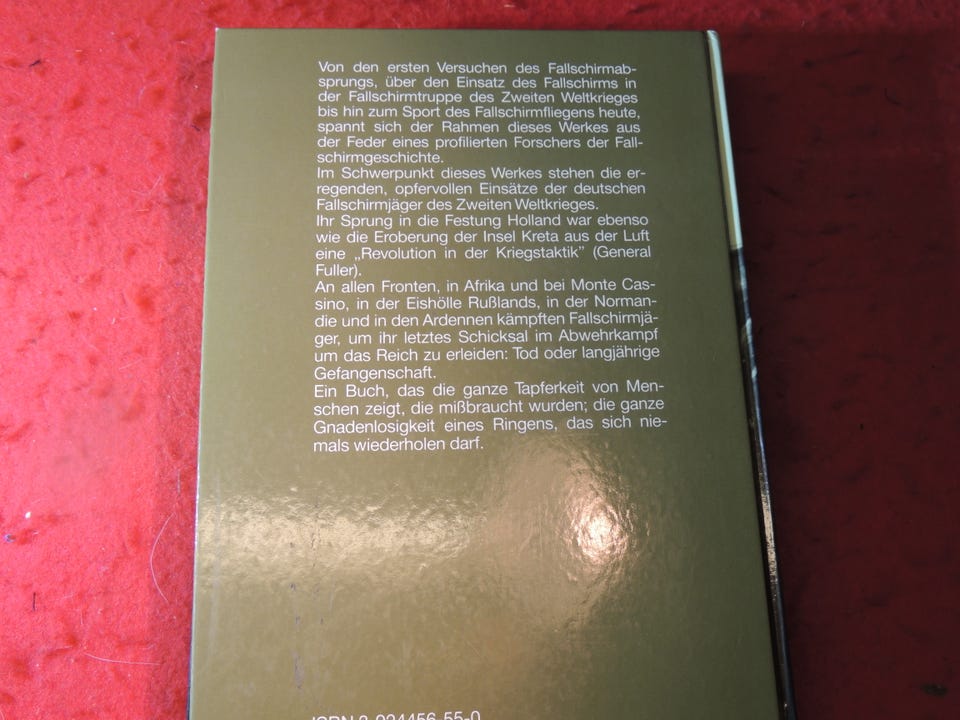 Von den ersten Versuchen des Fallschirmab-
sprungs, über den Einsatz des Fallschirms in
der Fallschirmtruppe des Zweiten Weltkrieges
bis hin zum Sport des Fallschirmfliegens heute,
spannt sich der Rahmen dieses Werkes aus
der Feder eines profilierten Forschers der Fall-
schirmgeschichte.
Im Schwerpunkt dieses Werkes stehen die er-
regenden, opfervollen Einsätze der deutschen
Fallschirmjäger des Zweiten Weltkrieges.
Ihr Sprung in die Festung Holland war ebenso
wie die Eroberung der Insel Kreta aus der Luft
eine „Revolution in der Kriegstaktik” (General
Fuller).
An allen Fronten, in Afrika und bei Monte Cas-
sino, in der Eishölle Rußlands, in der Norman-
die und in den Ardennen kämpften Fallschirmjä-
ger, um ihr letztes Schicksal im Abwehrkampf
um das Reich zu erleiden: Tod oder langjährige
Gefangenschaft.
Ein Buch, das die ganze Tapferkeit von Men-
schen zeigt, die mißbraucht wurden; die ganze
Gnadenlosigkeit eines Ringens, das sich nie-
mals wiederholen darf.
ISBN